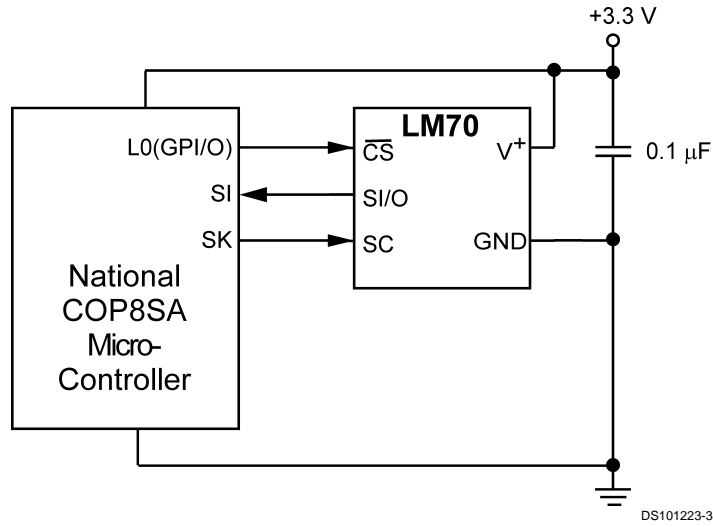 +3.3 V
LM70
L0(GPI/O)
CS
V+
0.1 μF
SI
SI/O
SK
SC
GND
National
COP8SA
Micro-
Controller
DS101223-3